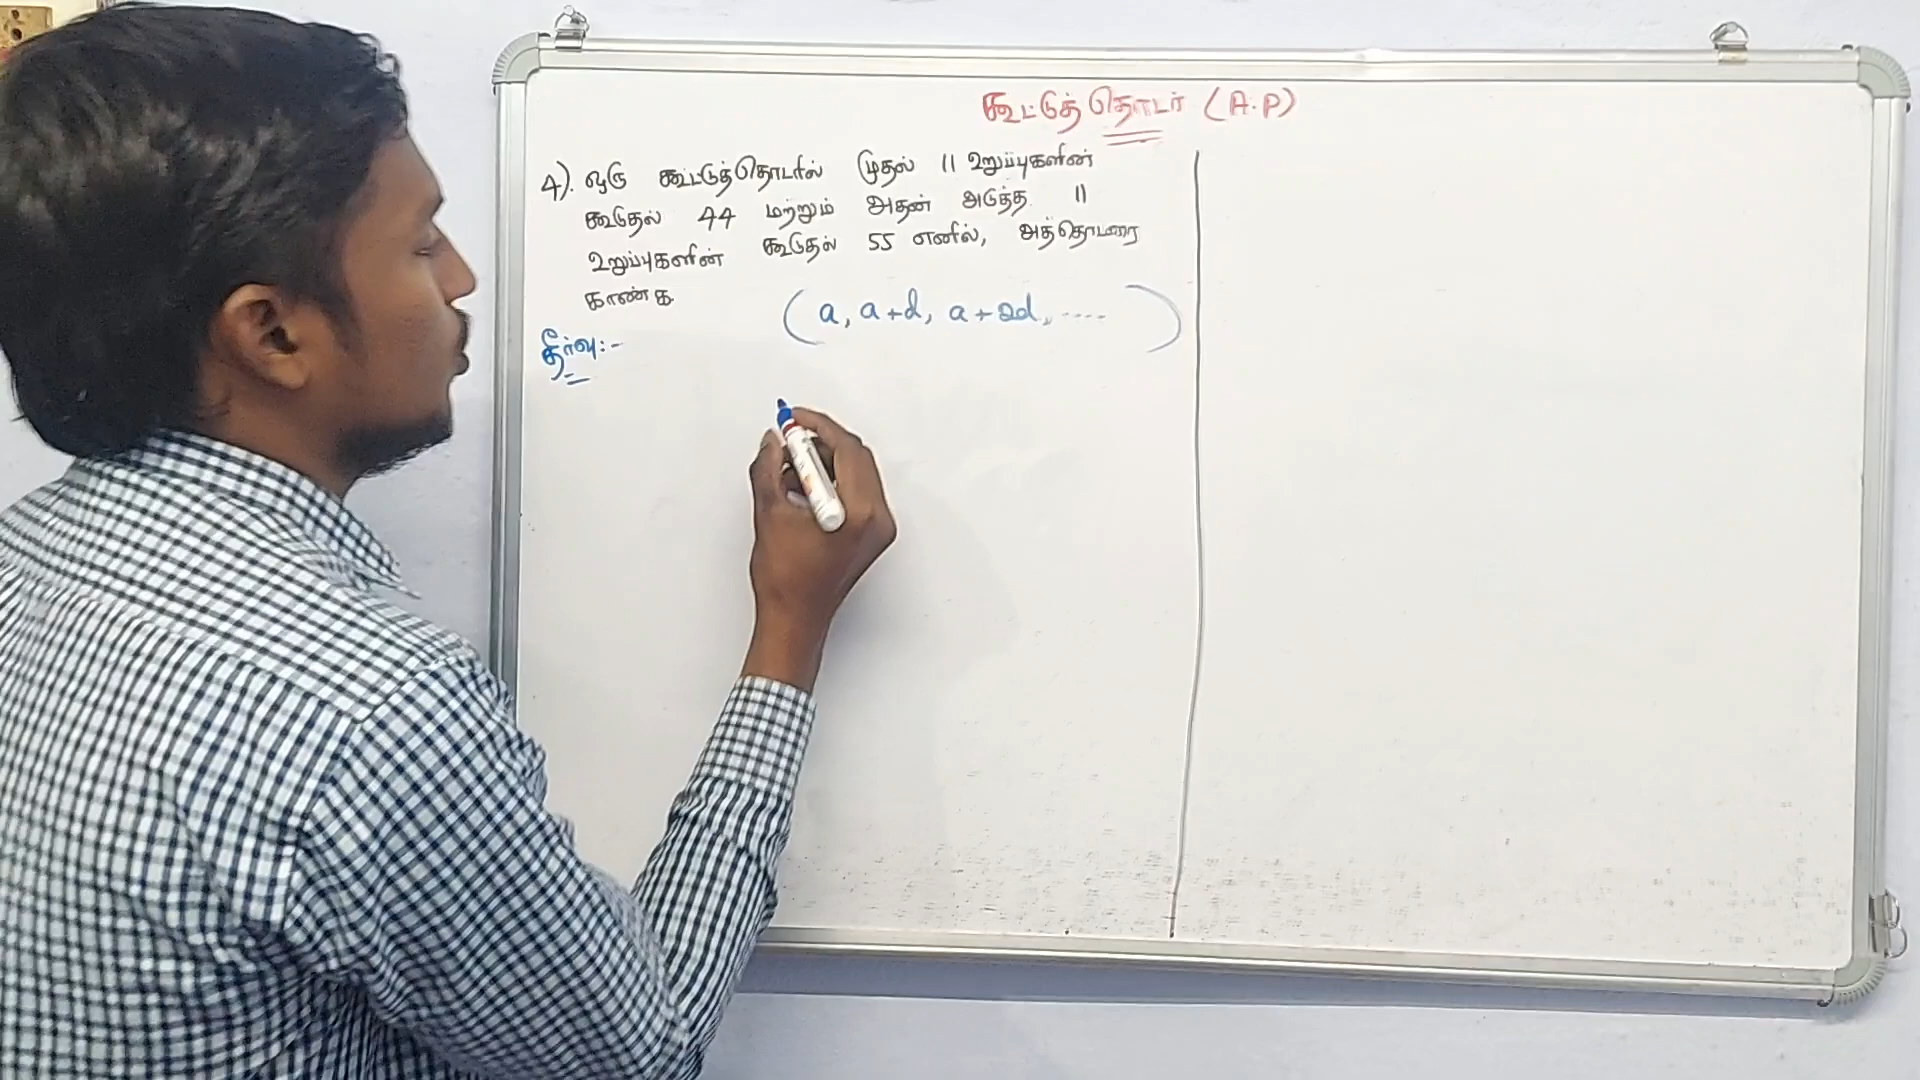 கூட்டுத் தொடர் (A.P)
4). ஒரு கூட்டுத்தொடரில் முதல் 11 உறுப்புகளின்
கூடுதல் 44 மற்றும் அதன் அடுத்த 11
உறுப்புகளின் கூடுதல் 55 எனில், அத்தொடரை
காண்க.
(a, a+d, a+2d, ....)
தீர்வு:-